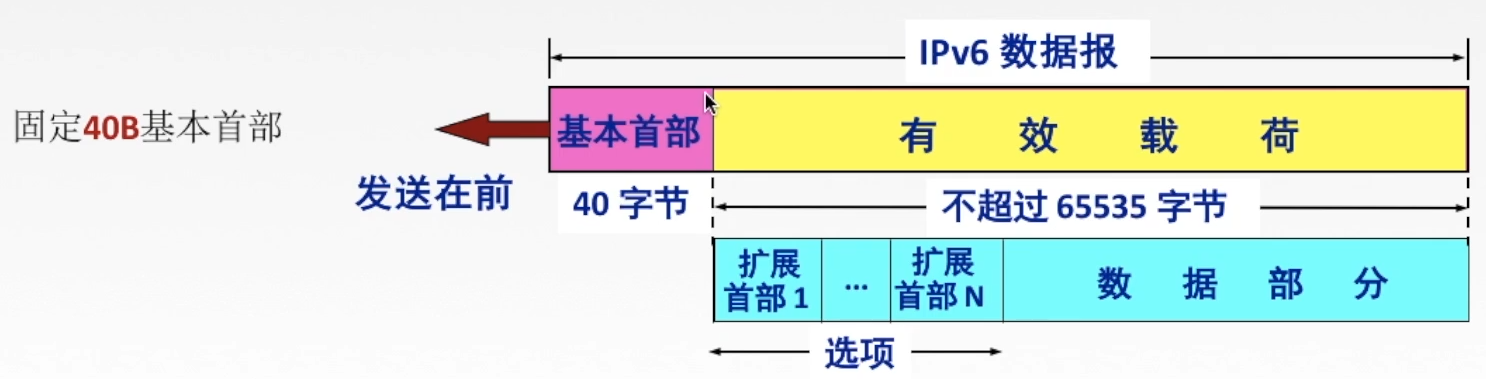 IPv6 数据报
固定40B基本首部
基本首部
有效载荷
发送在前
40 字节
不超过 65535 字节
扩展
首部 1
...
扩展
首部 N
数据部分
选项